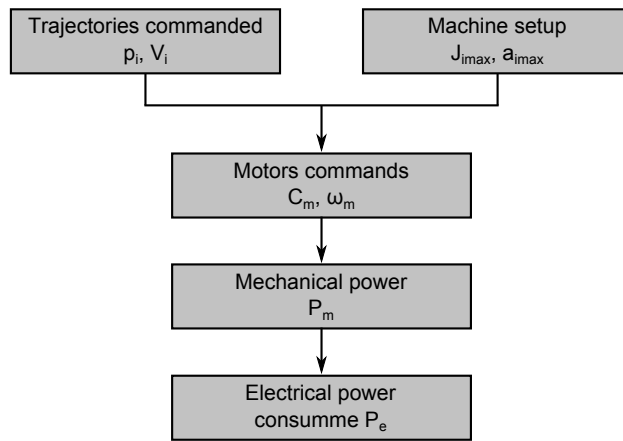 Trajectories commanded
pᵢ, Vᵢ
Machine setup
Jᵢₘₐₓ, aᵢₘₐₓ
Motors commands
Cₘ, ωₘ
Mechanical power
Pₘ
Electrical power
consumme Pₑ